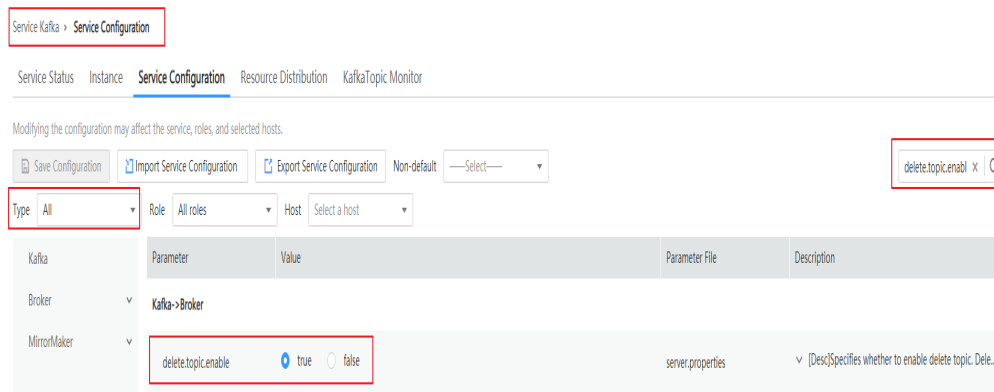 Service Kafka > Service Configuration
Service Status Instance Service Configuration Resource Distribution KafkaTopic Monitor
Modifying the configuration may affect the service, roles, and selected hosts.
Save Configuration Import Service Configuration Export Service Configuration Non-default -----Select----- delete.topic.enabl ×
Type All Role All roles Host Select a host
Kafka Parameter Value Parameter File Description
Broker Kafka->Broker
MirrorMaker
delete.topic.enable true false server.properties [Desc]Specifies whether to enable delete topic. Dele...